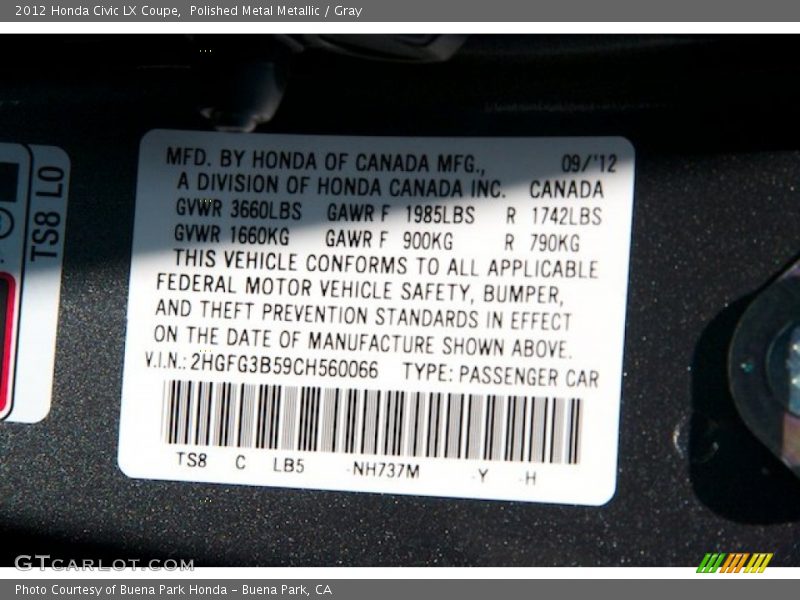 2012 Honda Civic LX Coupe, Polished Metal Metallic / Gray
TS8 L0
MFD. BY HONDA OF CANADA MFG., 09/'12
A DIVISION OF HONDA CANADA INC. CANADA
GVWR 3660LBS GAWR F 1985LBS R 1742LBS
GVWR 1660KG GAWR F 900KG R 790KG
THIS VEHICLE CONFORMS TO ALL APPLICABLE
FEDERAL MOTOR VEHICLE SAFETY, BUMPER,
AND THEFT PREVENTION STANDARDS IN EFFECT
ON THE DATE OF MANUFACTURE SHOWN ABOVE.
V.I.N.: 2HGFG3B59CH560066 TYPE: PASSENGER CAR
TS8 C LB5 -NH737M -Y -H
GTCARLOT.COM
Photo Courtesy of Buena Park Honda - Buena Park, CA